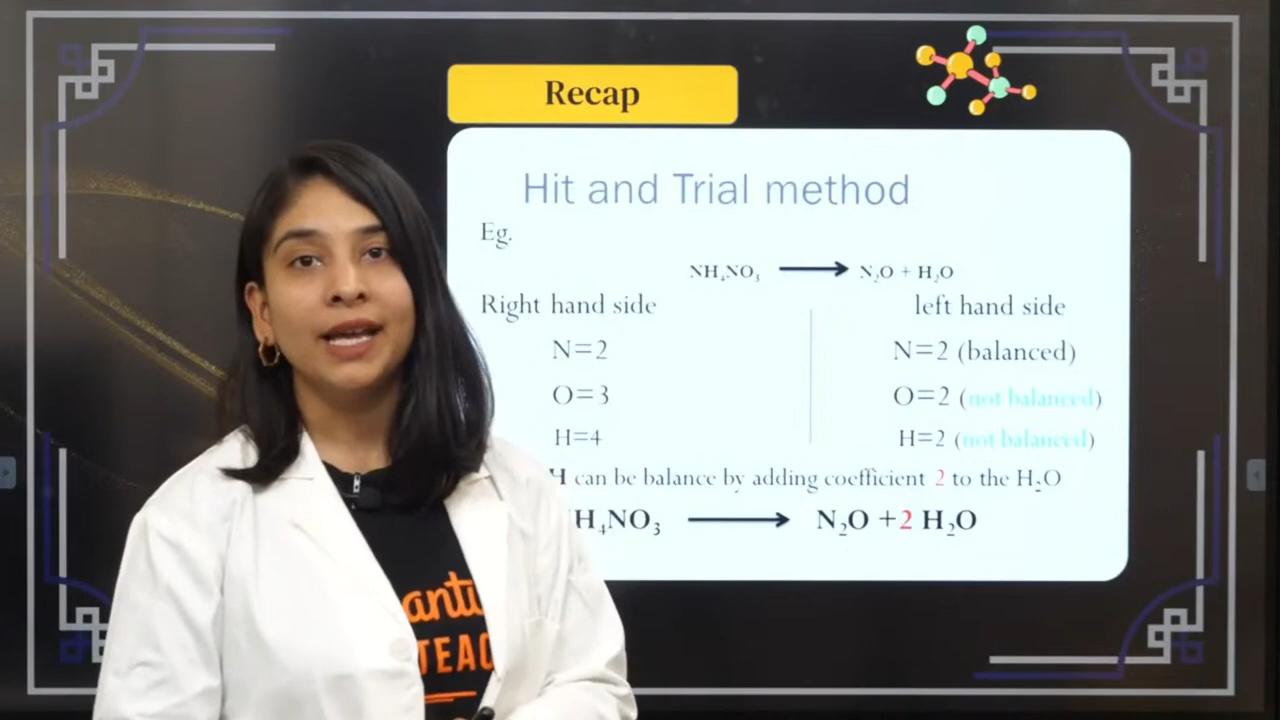 Recap
Hit and Trial method
Eg.
NH₄NO₃ → N₂O + H₂O
Right hand side left hand side
N=2 N=2 (balanced)
O=3 O=2 (not balanced)
H=4 H=2 (not balanced)
H can be balance by adding coefficient 2 to the H₂O
H₄NO₃ → N₂O +2 H₂O
anti
TEAC